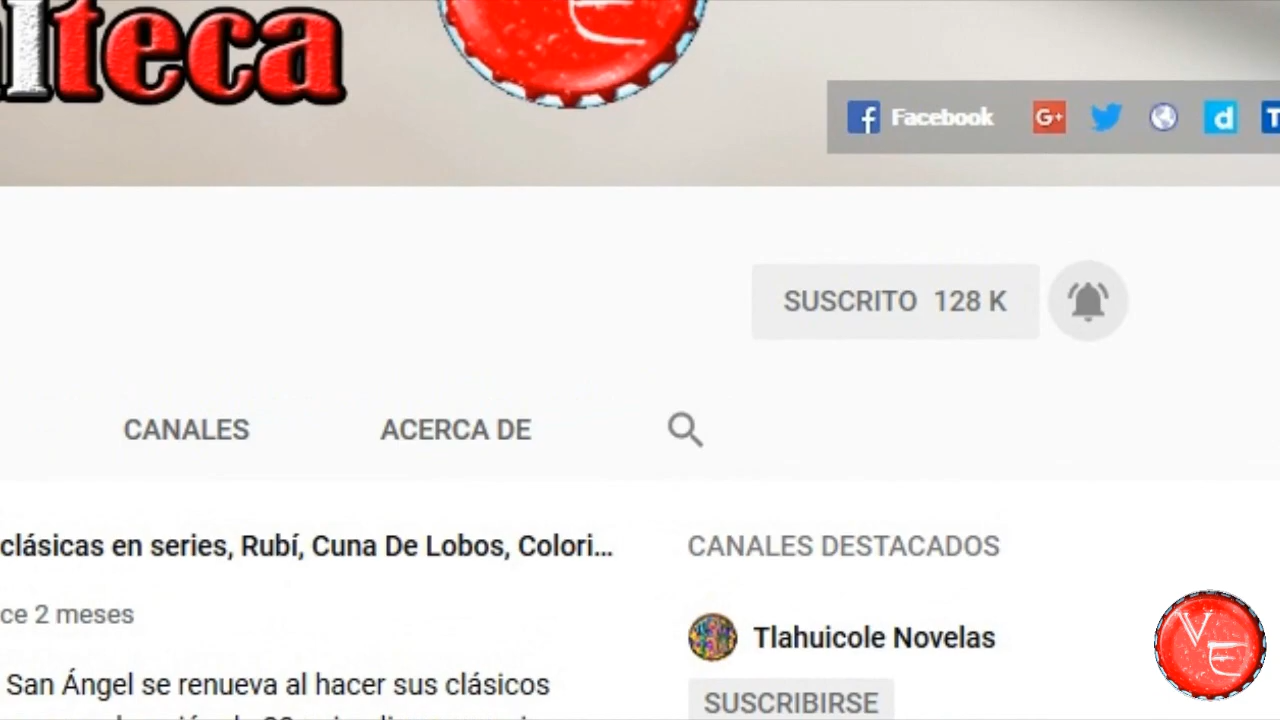 lteca
Facebook
G+
d
T
SUSCRITO 128 K
CANALES
ACERCA DE
clásicas en series, Rubí, Cuna De Lobos, Colori...
CANALES DESTACADOS
ce 2 meses
Tlahuicole Novelas
VE
San Ángel se renueva al hacer sus clásicos
SUSCRIBIRSE